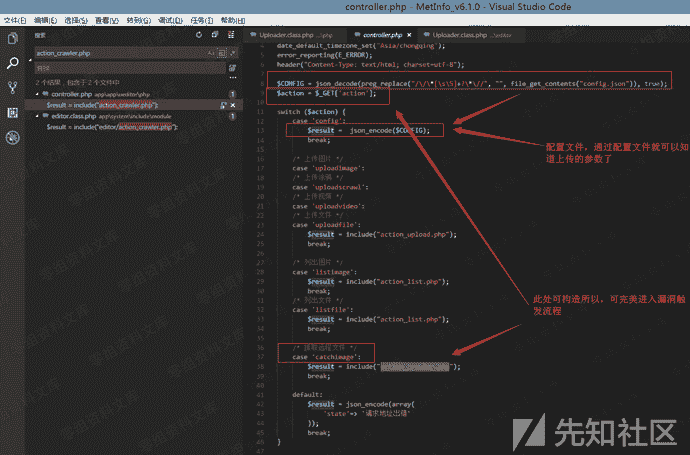 controller.php - MetInfo_v6.1.0 - Visual Studio Code
文件(F) 编辑(E) 选择(S) 查看(V) 转到(G) 调试(D) 任务(T) 帮助(H)
搜索
action_crawler.php
替换
2 个结果，包含于 2 个文件中
controller.php app\app\ueditor\php 1
$result = include("action_crawler.php");
editor.class.php app\system\include\module 1
$result = include("editor/action_crawler.php");
Uploader.class.php ...\php
controller.php
Uploader.class.php ...\editor
date_default_timezone_set("Asia/chongqing");
error_reporting(E_ERROR);
header("Content-Type: text/html; charset=utf-8");
$CONFIG = json_decode(preg_replace("/\/\*[\s\S]+?\*\//", "", file_get_contents("config.json")), true);
$action = $_GET['action'];
switch ($action) {
case 'config':
$result = json_encode($CONFIG);
break;
/* 上传图片 */
case 'uploadimage':
/* 上传涂鸦 */
case 'uploadscrawl':
/* 上传视频 */
case 'uploadvideo':
/* 上传文件 */
case 'uploadfile':
$result = include("action_upload.php");
break;
/* 列出图片 */
case 'listimage':
$result = include("action_list.php");
break;
/* 列出文件 */
case 'listfile':
$result = include("action_list.php");
break;
/* 抓取远程文件 */
case 'catchimage':
$result = include("
");
break;
default:
$result = json_encode(array(
'state'=> '请求地址出错'
));
break;
}
配置文件，通过配置文件就可以知
道上传的参数了
此处可构造所以，可完美进入漏洞触
发流程
先知社区